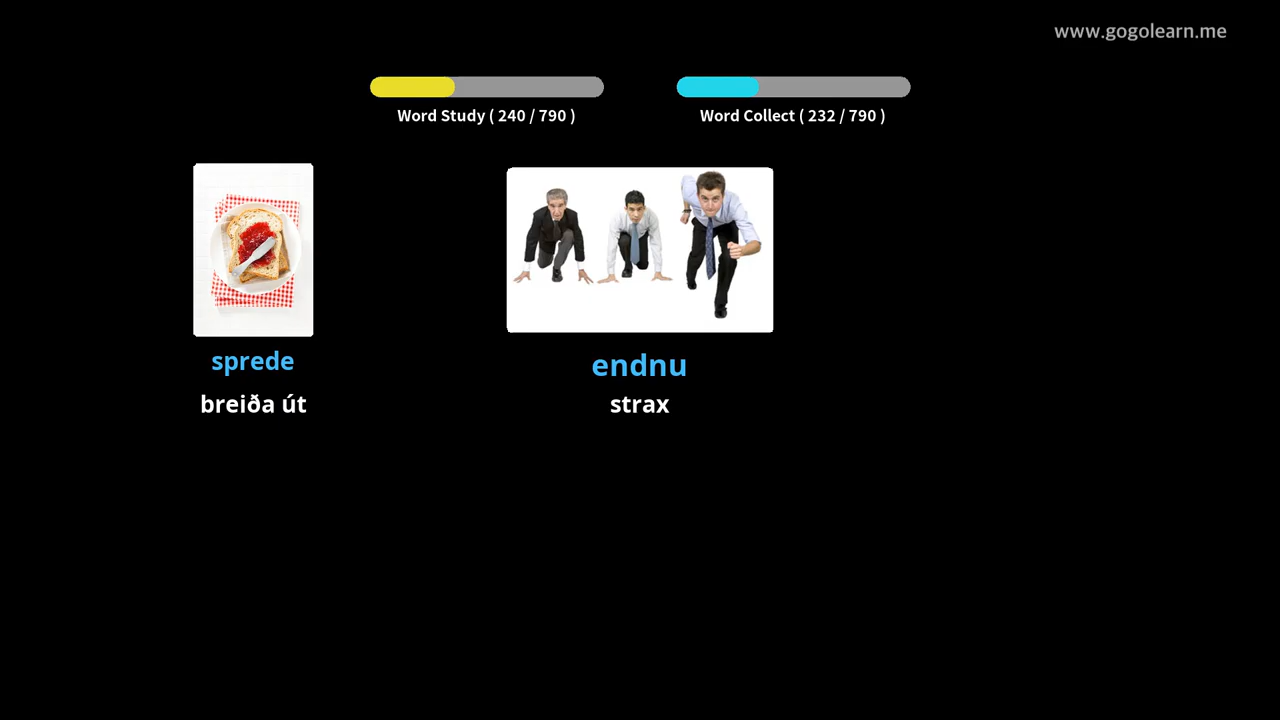 www.gogolearn.me
Word Study ( 240 / 790 )
Word Collect ( 232 / 790 )
sprede
breiða út
endnu
strax